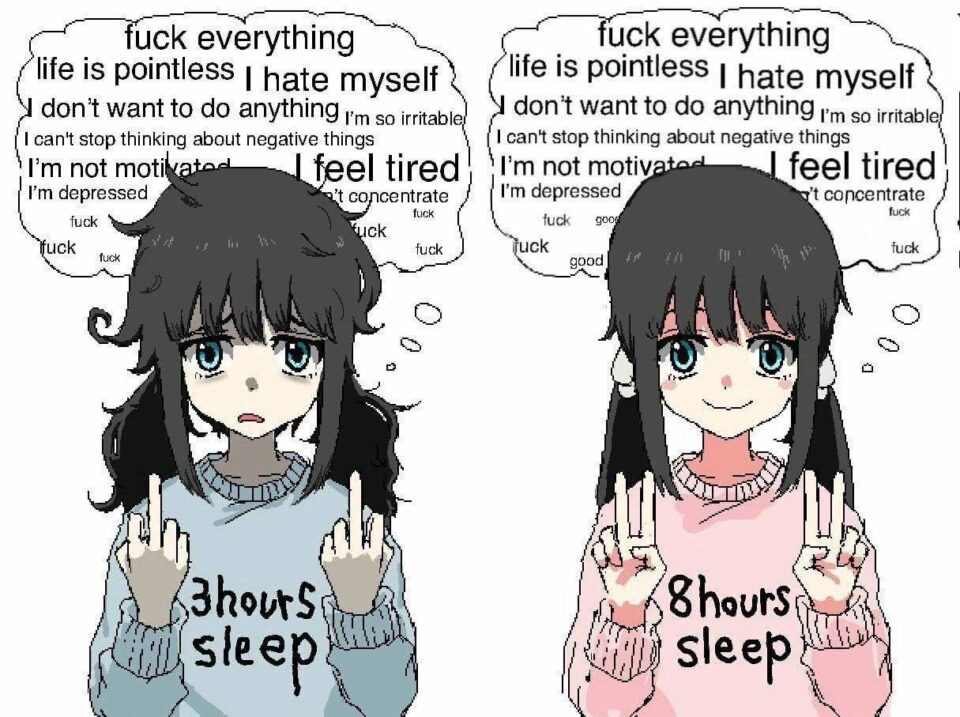 fuck everything
life is pointless I hate myself
I don't want to do anything I'm so irritable
I can't stop thinking about negative things
I'm not motivated I feel tired
I'm depressed 't concentrate
fuck fuck
fuck fuck
fuck fuck
3hours
sleep
fuck everything
life is pointless I hate myself
I don't want to do anything I'm so irritable
I can't stop thinking about negative things
I'm not motivated I feel tired
I'm depressed 't concentrate
fuck good fuck
fuck fuck
good
8hours
sleep